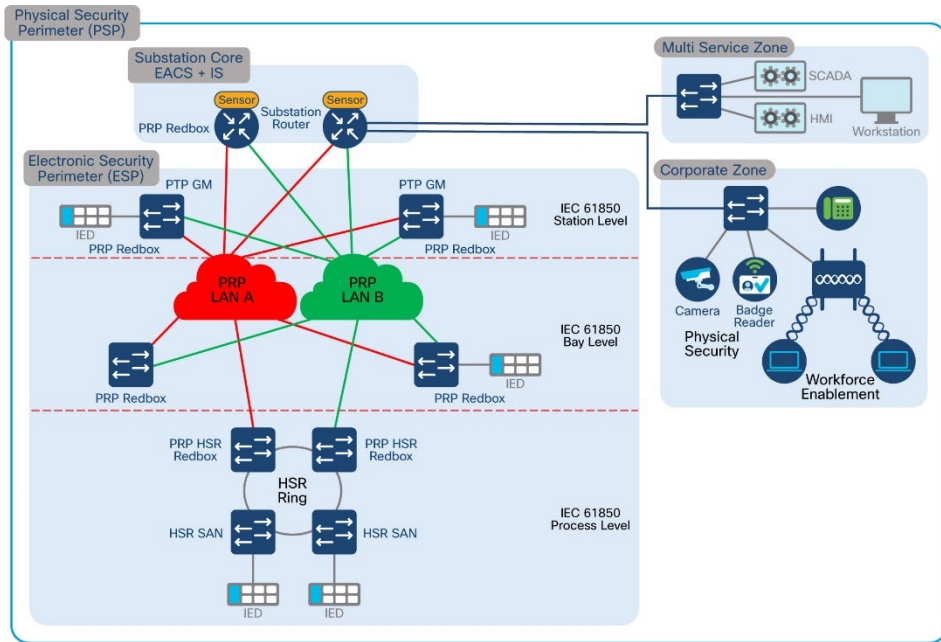 Physical Security
Perimeter (PSP)
Substation Core
EACS + IS
Sensor
Sensor
Substation
Router
PRP Redbox
Multi Service Zone
SCADA
HMI
Workstation
Electronic Security
Perimeter (ESP)
PTP GM
PTP GM
IED
IED
PRP Redbox
PRP Redbox
IEC 61850
Station Level
Corporate Zone
Camera
Badge
Reader
Physical
Security
Workforce
Enablement
PRP
LAN A
PRP
LAN B
IEC 61850
Bay Level
PRP Redbox
PRP Redbox
IED
PRP HSR
Redbox
PRP HSR
Redbox
HSR
Ring
IEC 61850
Process Level
HSR SAN
HSR SAN
IED
IED